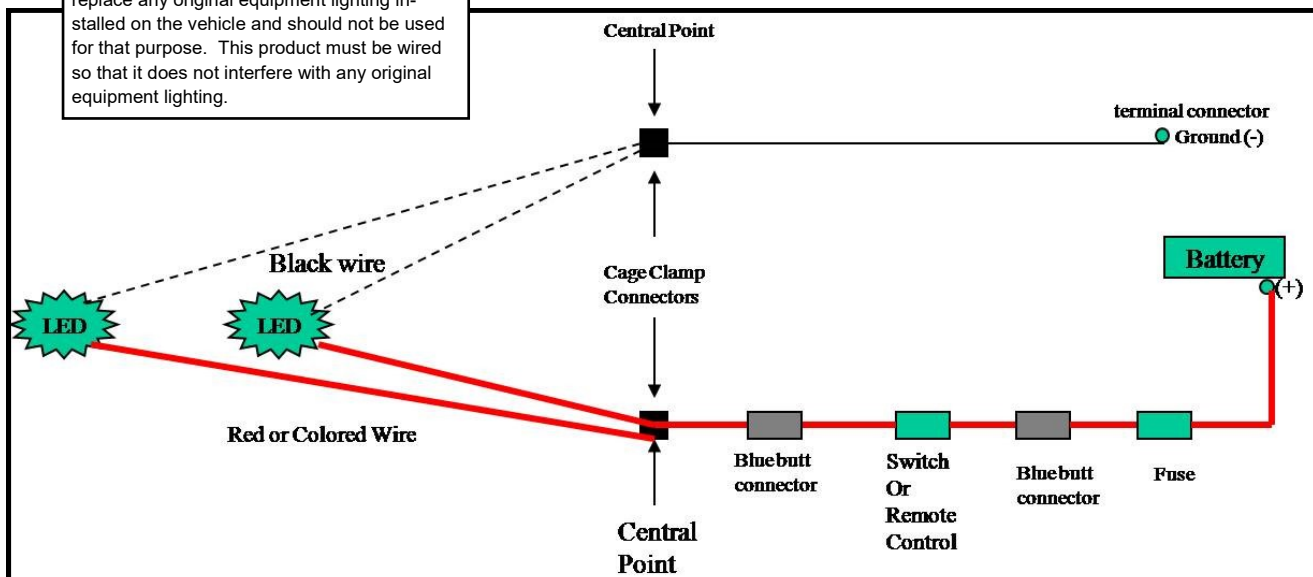 replace any original equipment lighting in-
stalled on the vehicle and should not be used
for that purpose.  This product must be wired
so that it does not interfere with any original
equipment lighting.
Central Point
terminal connector
Ground (-)
Black wire
Cage Clamp
Connectors
Battery
(+)
LED
LED
Red or Colored Wire
Blue butt
connector
Switch
Or
Remote
Control
Blue butt
connector
Fuse
Central
Point